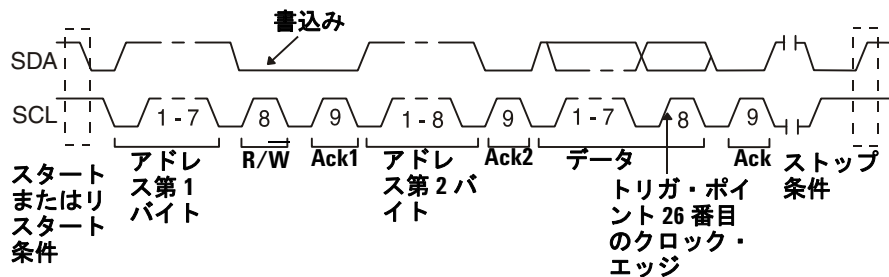 書込み
SDA
SCL
1 - 7
8
9
1 - 8
9
1 - 7
8
9
R/W
Ack1
Ack2
データ
Ack
スタート
またはリ
スタート
条件
アドレ
ス第 1
バイト
アドレ
ス第 2 バ
イト
トリガ・ポイ
ント 26 番目
のクロック・
エッジ
ストップ
条件